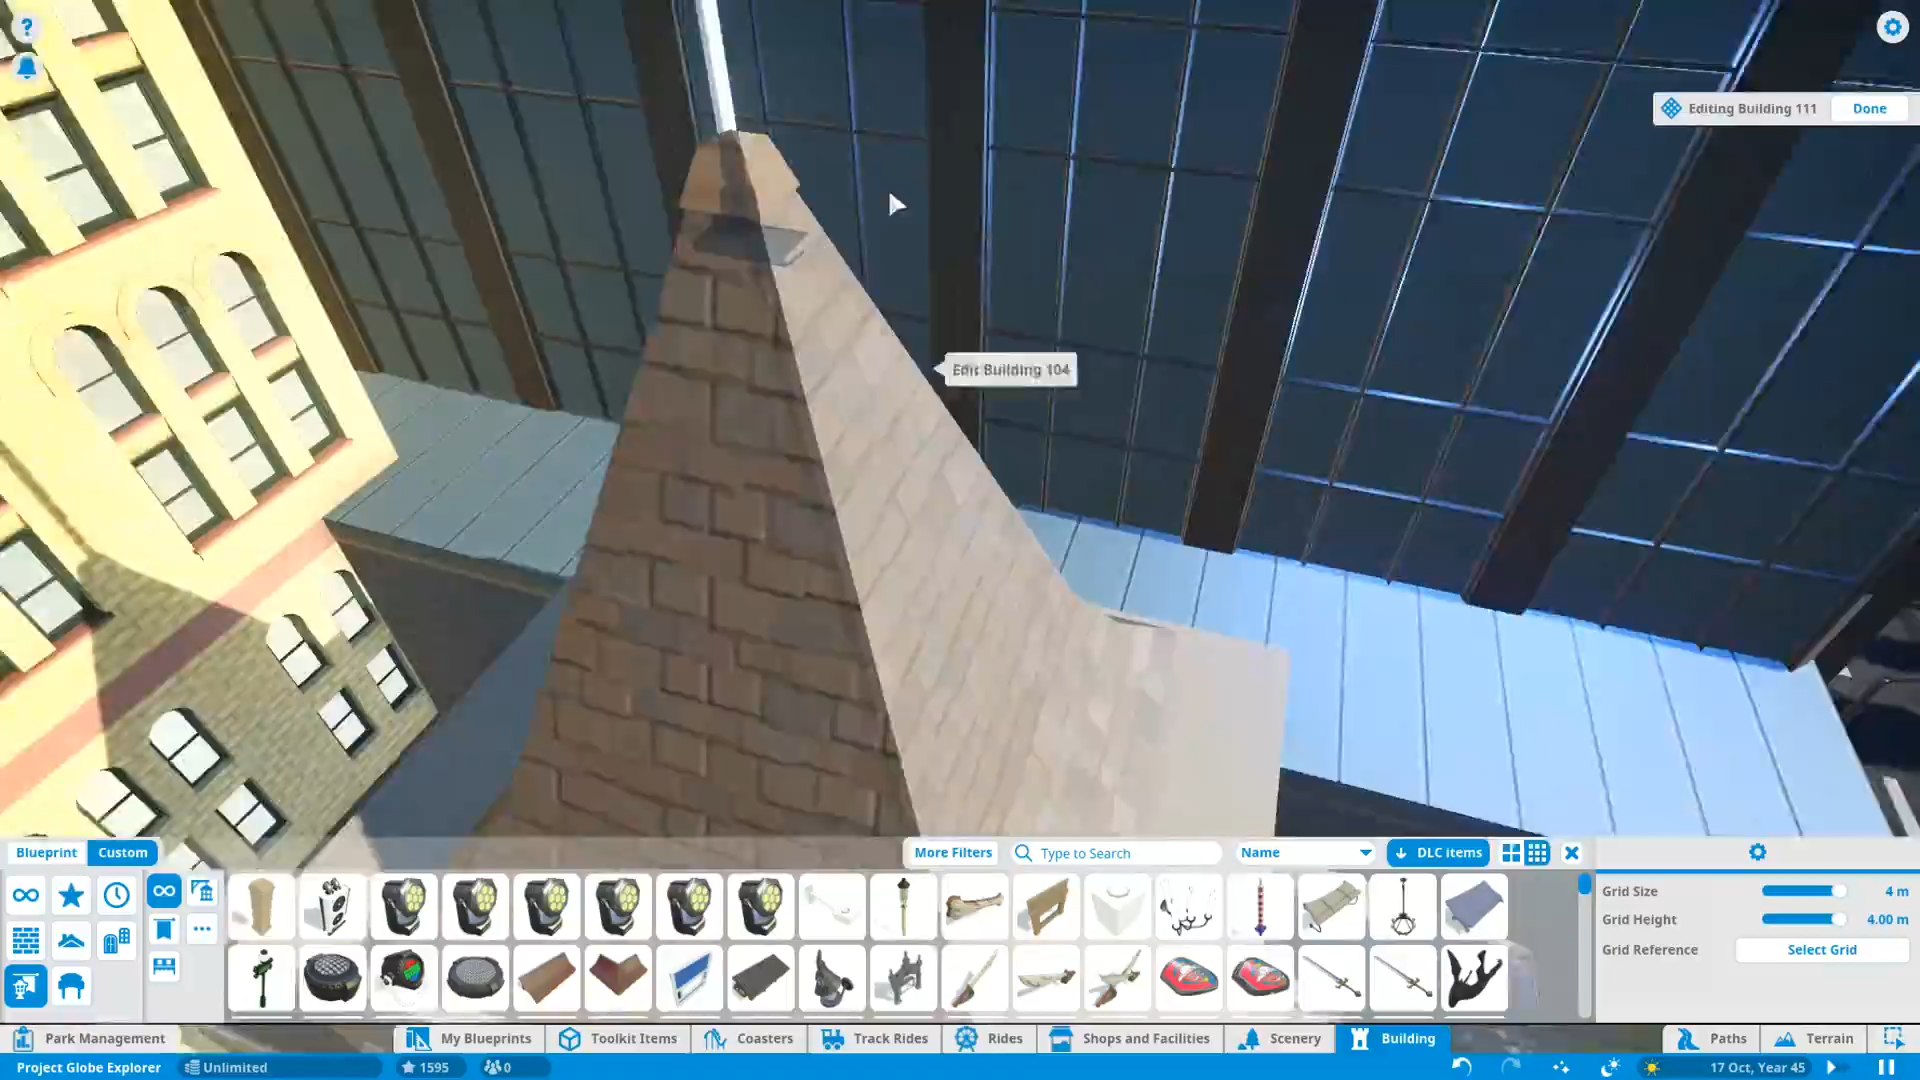 ?
Editing Building 111
Done
Edit Building 104
Blueprint
Custom
More Filters
Type to Search
Name
DLC items
Grid Size
4 m
Grid Height
4.00 m
Grid Reference
Select Grid
Park Management
My Blueprints
Toolkit Items
Coasters
Track Rides
Rides
Shops and Facilities
Scenery
Building
Paths
Terrain
Project Globe Explorer
Unlimited
1595
0
17 Oct, Year 45